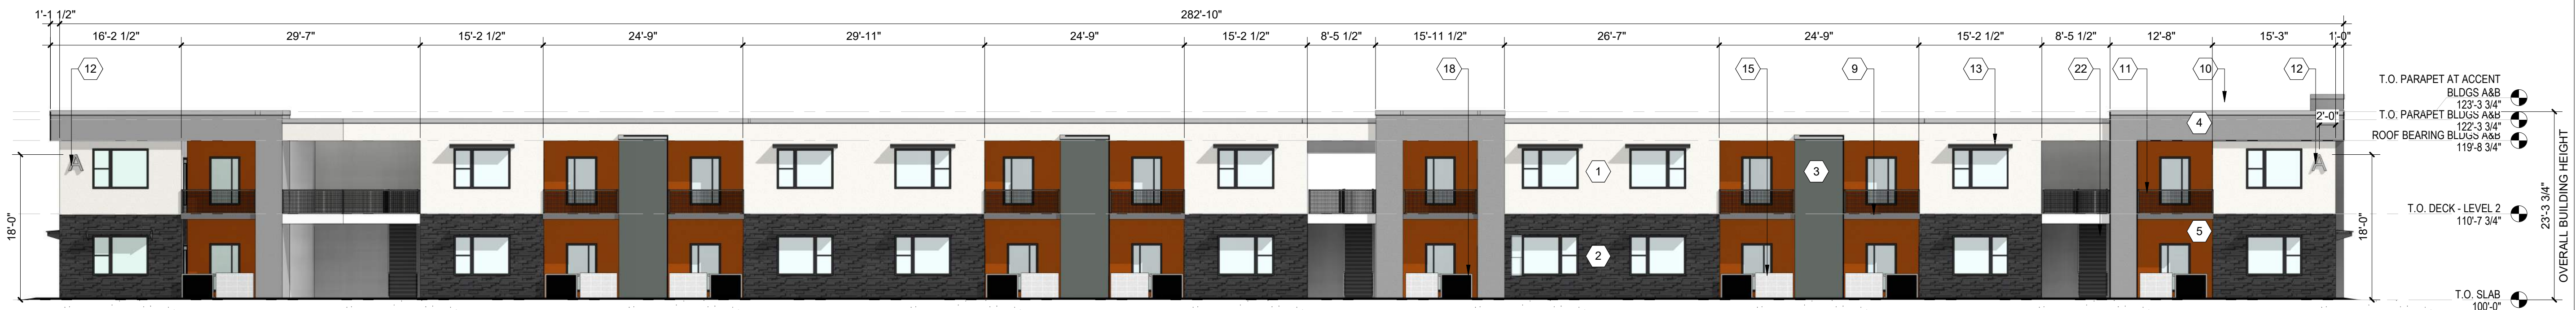 1'-1 1/2"
282'-10"
16'-2 1/2" 29'-7" 15'-2 1/2" 24'-9" 29'-11" 24'-9" 15'-2 1/2" 8'-5 1/2" 15'-11 1/2" 26'-7" 24'-9" 15'-2 1/2" 8'-5 1/2" 12'-8" 15'-3" 1'-0"
12 18 15 9 13 22 11 10 12
T.O. PARAPET AT ACCENT
BLDGS A&B
123'-3 3/4"
T.O. PARAPET BLDGS A&B
122'-3 3/4"
ROOF BEARING BLDGS A&B
119'-8 3/4"
2'-0"
4
A A
1 3
18'-0"
T.O. DECK - LEVEL 2
110'-7 3/4"
18'-0"
23'-3 3/4"
OVERALL BUILDING HEIGHT
5
2
T.O. SLAB
100'-0"